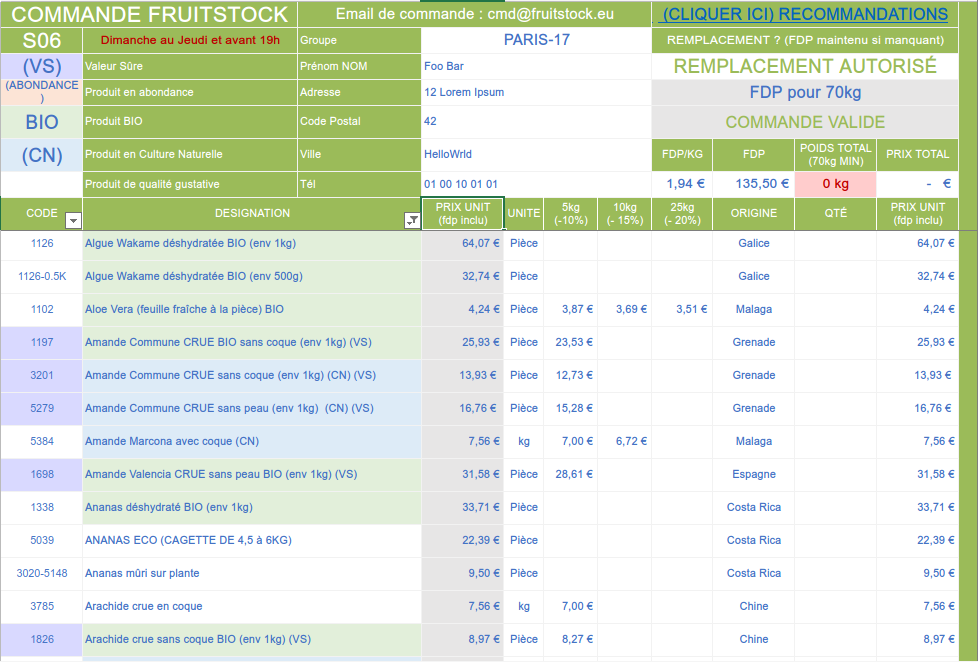 COMMANDE FRUITSTOCK Email de commande : cmd@fruitstock.eu (CLIQUER ICI) RECOMMANDATIONS
S06 Dimanche au Jeudi et avant 19h Groupe PARIS-17 REMPLACEMENT ? (FDP maintenu si manquant)
(VS) Valeur Sûre Prénom NOM Foo Bar REMPLACEMENT AUTORISÉ
(ABONDANCE
) Produit en abondance Adresse 12 Lorem Ipsum FDP pour 70kg
BIO Produit BIO Code Postal 42 COMMANDE VALIDE
(CN) Produit en Culture Naturelle Ville HelloWrld FDP/KG FDP POIDS TOTAL
(70kg MIN) PRIX TOTAL
Produit de qualité gustative Tél 01 00 10 01 01 1,94 € 135,50 € 0 kg - €
CODE DESIGNATION PRIX UNIT
(fdp inclu) UNITE 5kg
(-10%) 10kg
(- 15%) 25kg
(- 20%) ORIGINE QTÉ PRIX UNIT
(fdp inclu)
1126 Algue Wakame déshydratée BIO (env 1kg) 64,07 € Pièce Galice 64,07 €
1126-0.5K Algue Wakame déshydratée BIO (env 500g) 32,74 € Pièce Galice 32,74 €
1102 Aloe Vera (feuille fraîche à la pièce) BIO 4,24 € Pièce 3,87 € 3,69 € 3,51 € Malaga 4,24 €
1197 Amande Commune CRUE BIO sans coque (env 1kg) (VS) 25,93 € Pièce 23,53 € Grenade 25,93 €
3201 Amande Commune CRUE sans coque (env 1kg) (CN) (VS) 13,93 € Pièce 12,73 € Grenade 13,93 €
5279 Amande Commune CRUE sans peau (env 1kg) (CN) (VS) 16,76 € Pièce 15,28 € Grenade 16,76 €
5384 Amande Marcona avec coque (CN) 7,56 € kg 7,00 € 6,72 € Malaga 7,56 €
1698 Amande Valencia CRUE sans peau BIO (env 1kg) (VS) 31,58 € Pièce 28,61 € Espagne 31,58 €
1338 Ananas déshydraté BIO (env 1kg) 33,71 € Pièce Costa Rica 33,71 €
5039 ANANAS ECO (CAGETTE DE 4,5 à 6KG) 22,39 € Pièce Costa Rica 22,39 €
3020-5148 Ananas mûri sur plante 9,50 € Pièce Costa Rica 9,50 €
3785 Arachide crue en coque 7,56 € kg 7,00 € Chine 7,56 €
1826 Arachide crue sans coque BIO (env 1kg) (VS) 8,97 € Pièce 8,27 € Chine 8,97 €